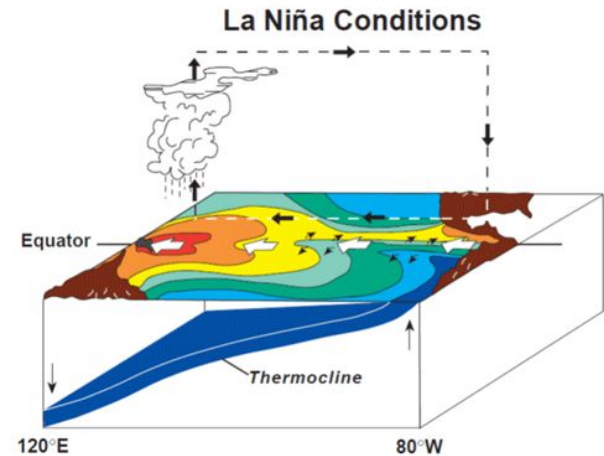 La Niña Conditions
Equator
Thermocline
120°E
80°W